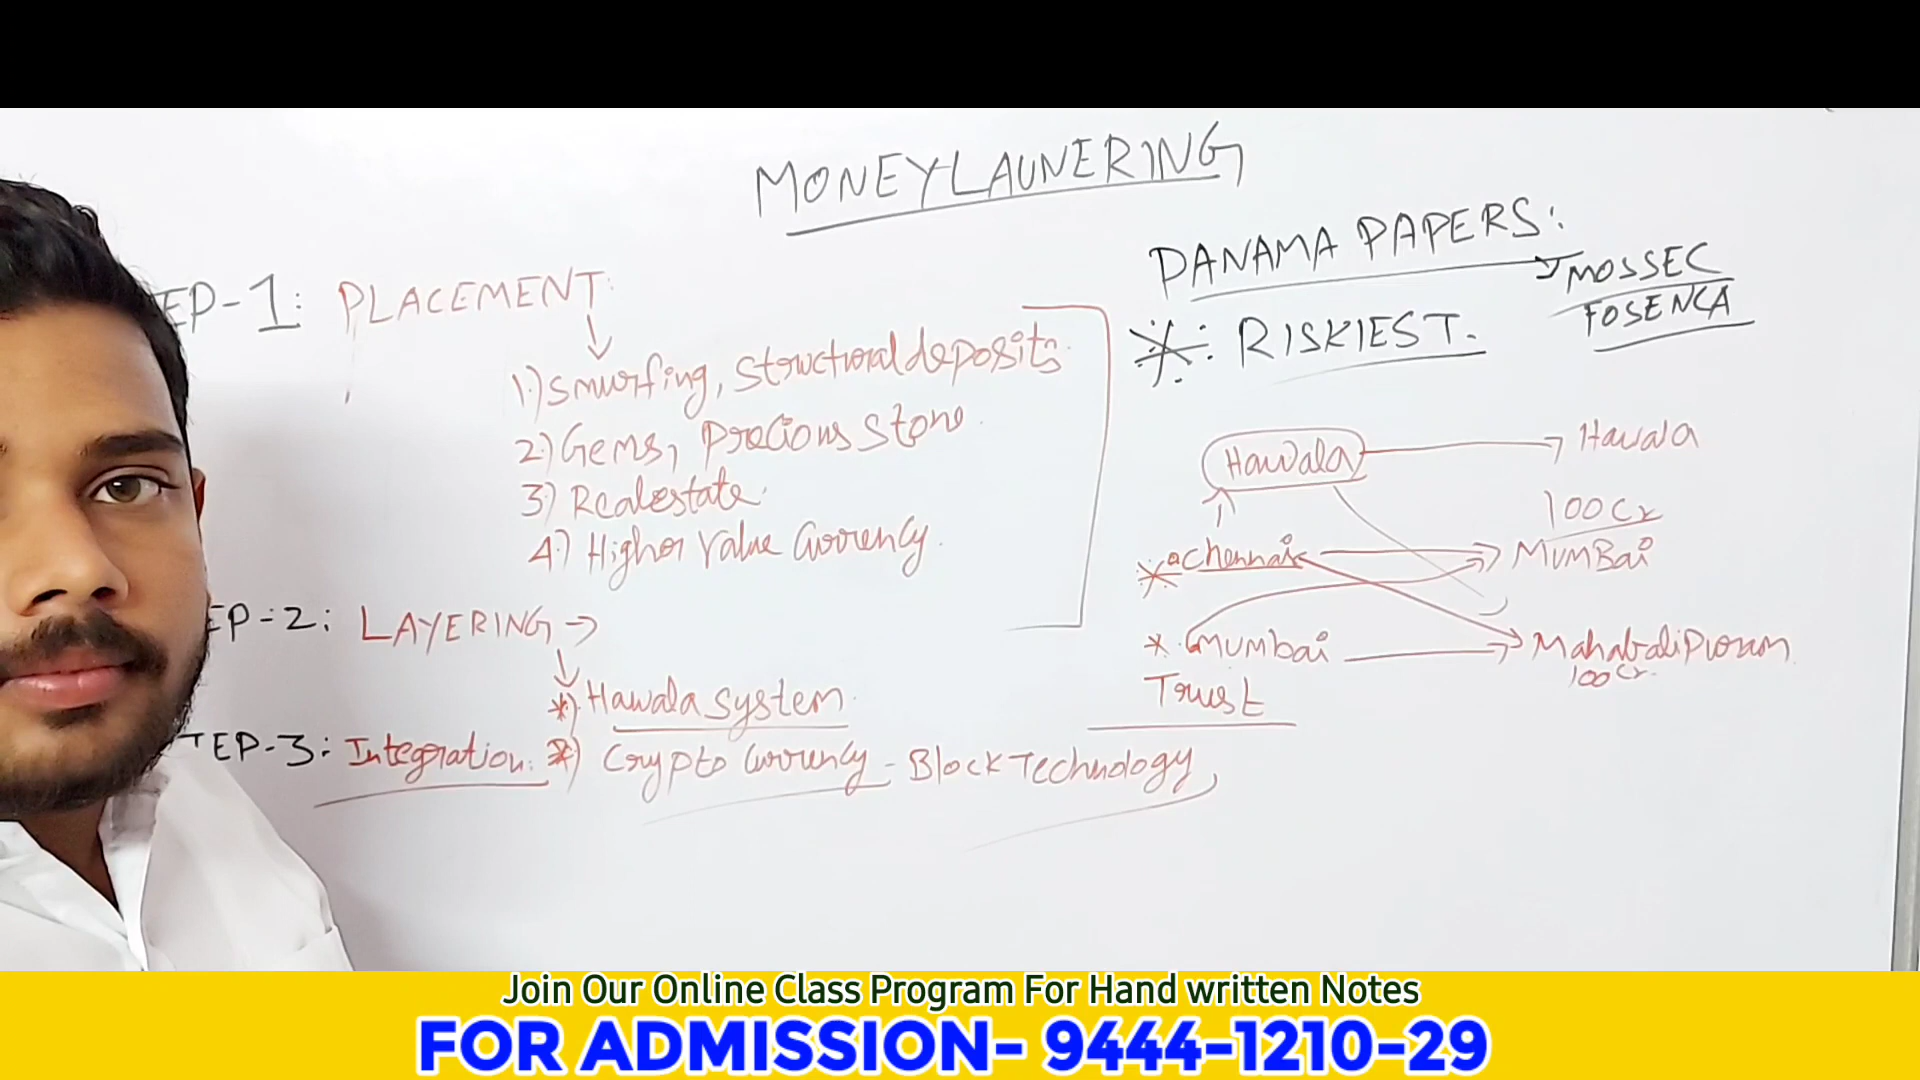 MONEYLAUNERING
EP-1: PLACEMENT:
1.) Smurfing, Structural deposits.
2.) Gems, Precious Stone.
3) Realestate.
4.) Higher Value Currency.
EP-2: LAYERING →
*) Hawala System.
TEP-3: Integration: *) Crypto Currency - Block Technology,
PANAMA PAPERS:
MOSSEC
FOSENCA
RISKIEST.
Hawala → Hawala
100Cr
Chennai → MUMBai
* Mumbai → MahabaliPuram
100 Cr.
Trust
Join Our Online Class Program For Hand written Notes
FOR ADMISSION- 9444-1210-29